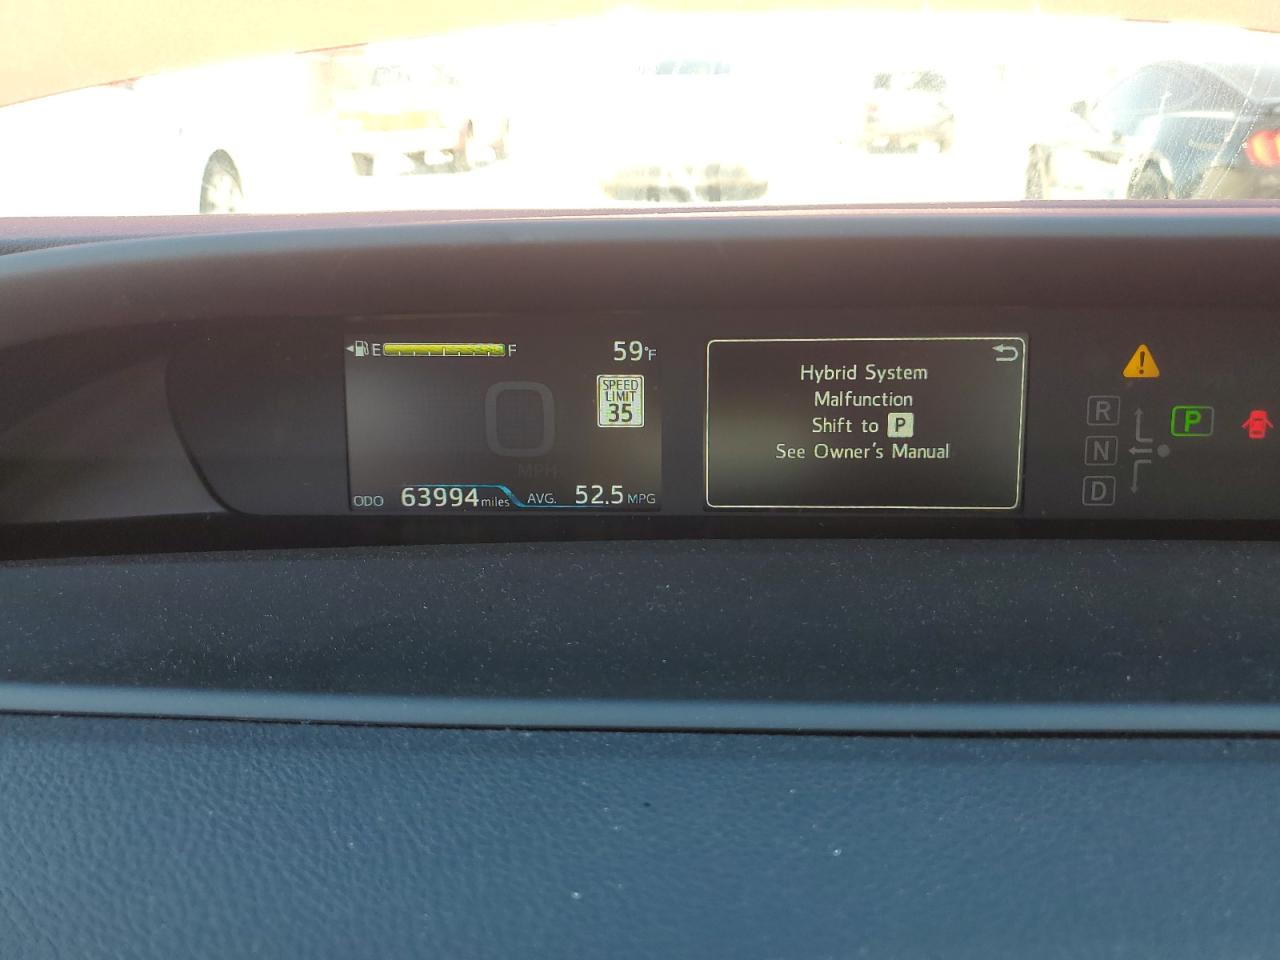 E F 59°F
SPEED
LIMIT
35
0
MPH
ODO 63994 miles AVG. 52.5 MPG
Hybrid System
Malfunction
Shift to P
See Owner's Manual
R
N
D
P